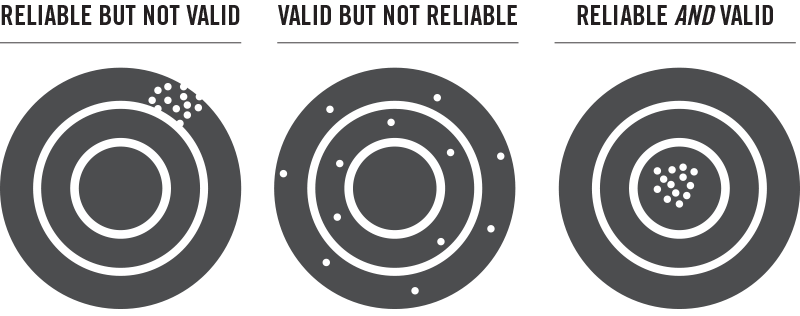 RELIABLE BUT NOT VALID
VALID BUT NOT RELIABLE
RELIABLE AND VALID